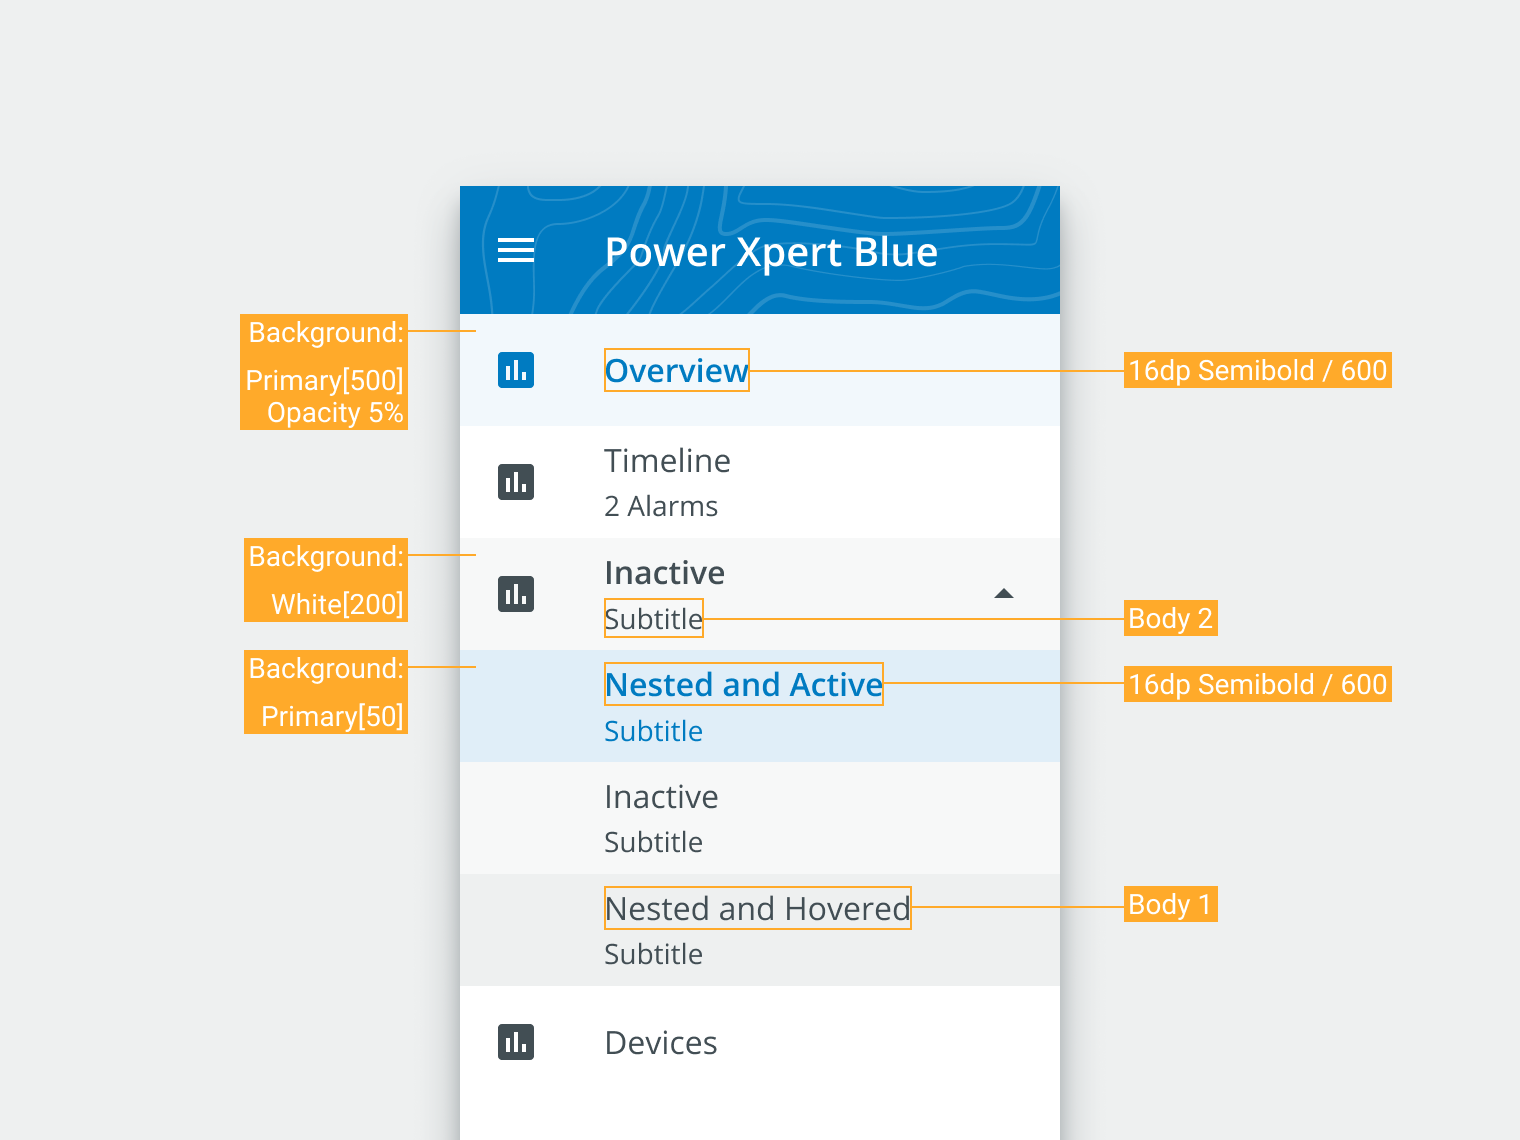 Power Xpert Blue
Background:
Primary[500]
Opacity 5%
Overview
16dp Semibold / 600
Timeline
2 Alarms
Background:
White[200]
Inactive
Subtitle
Body 2
Background:
Primary[50]
Nested and Active
16dp Semibold / 600
Subtitle
Inactive
Subtitle
Nested and Hovered
Body 1
Subtitle
Devices